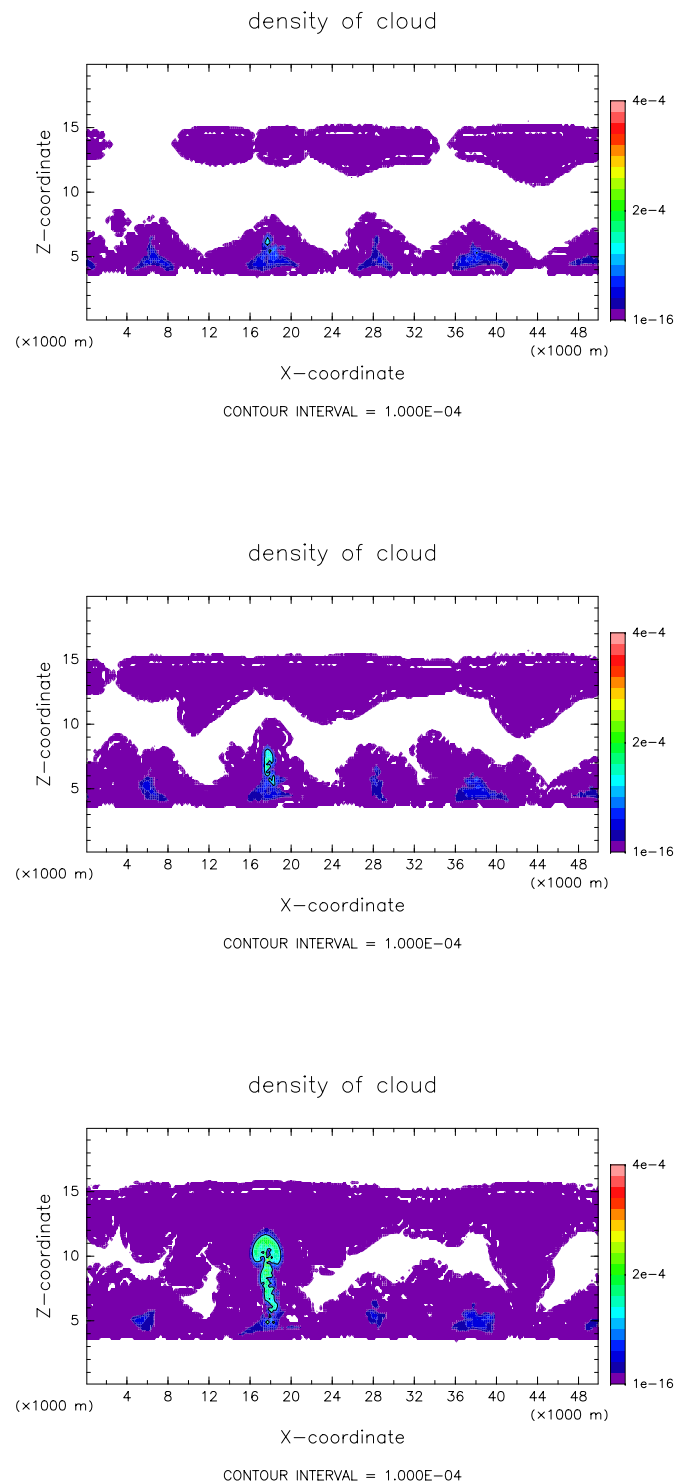 density of cloud
Z−coordinate
15
10
5
4e−4
2e−4
1e−16
4 8 12 16 20 24 28 32 36 40 44 48
(×1000 m) (×1000 m)
X−coordinate
CONTOUR INTERVAL = 1.000E−04
density of cloud
Z−coordinate
15
10
5
4e−4
2e−4
1e−16
4 8 12 16 20 24 28 32 36 40 44 48
(×1000 m) (×1000 m)
X−coordinate
CONTOUR INTERVAL = 1.000E−04
density of cloud
Z−coordinate
15
10
5
4e−4
2e−4
1e−16
4 8 12 16 20 24 28 32 36 40 44 48
(×1000 m) (×1000 m)
X−coordinate
CONTOUR INTERVAL = 1.000E−04